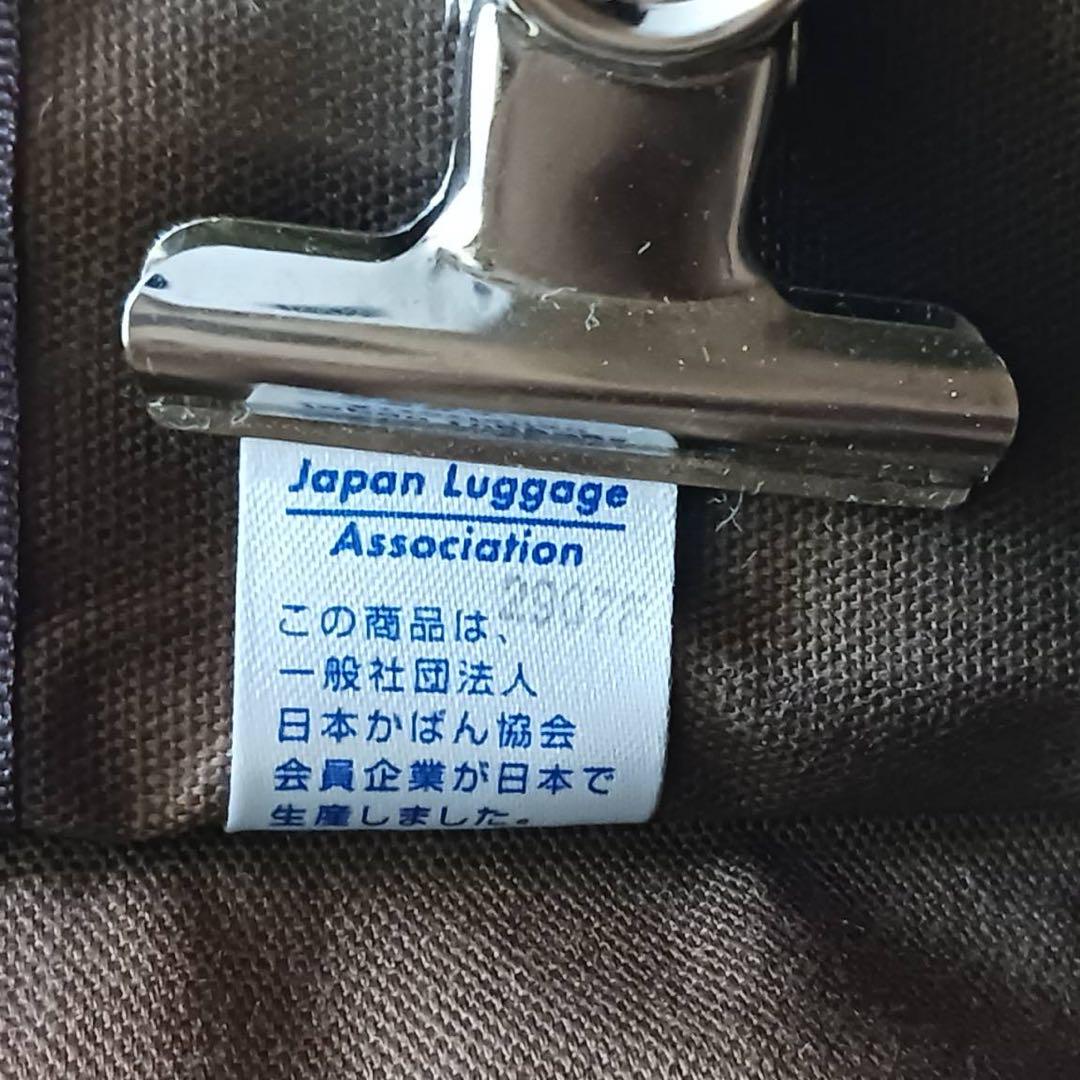 Japan Luggage
Association
この商品は、
一般社団法人
日本かばん協会
会員企業が日本で
生産しました。